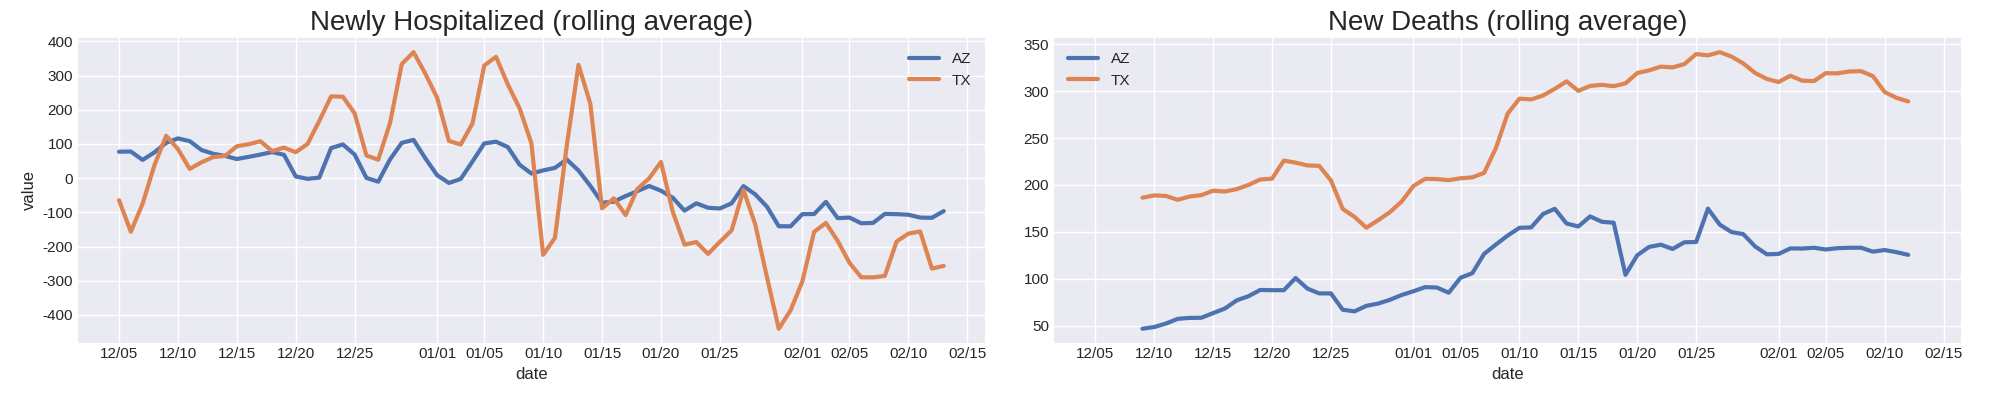 Newly Hospitalized (rolling average)
400
300
200
100
0
-100
-200
-300
-400
value
AZ
TX
12/05 12/10 12/15 12/20 12/25 01/01 01/05 01/10 01/15 01/20 01/25 02/01 02/05 02/10 02/15
date
New Deaths (rolling average)
350
300
250
200
150
100
50
AZ
TX
12/05 12/10 12/15 12/20 12/25 01/01 01/05 01/10 01/15 01/20 01/25 02/01 02/05 02/10 02/15
date